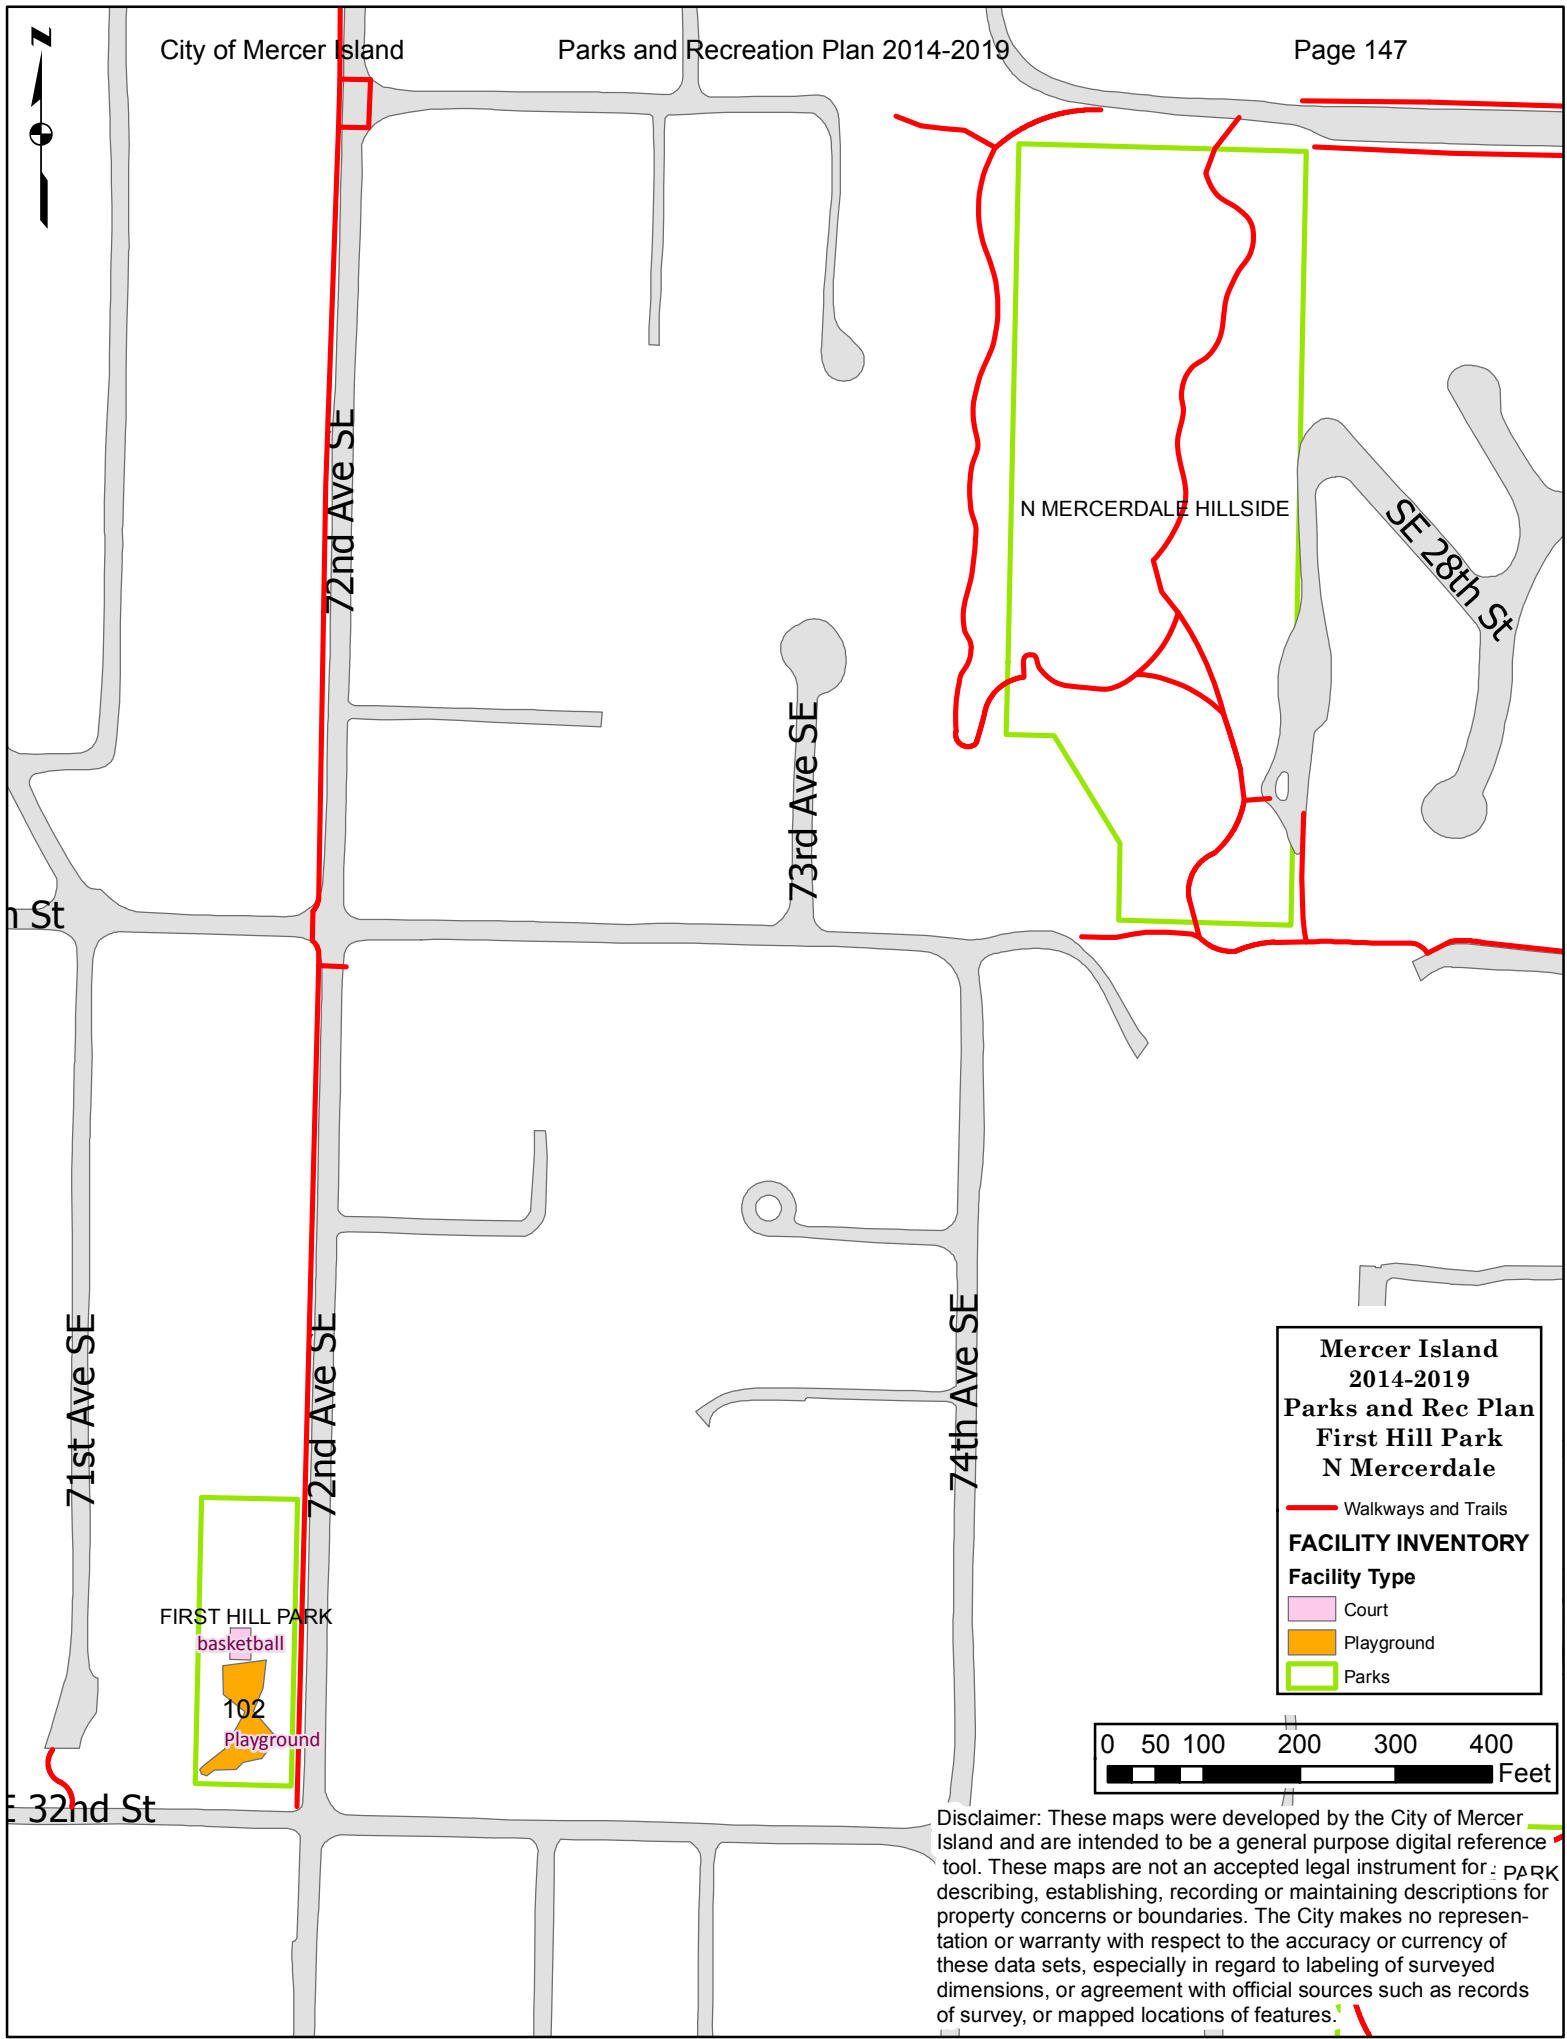 City of Mercer Island
Parks and Recreation Plan 2014-2019
Page 147
N
72nd Ave SE
N MERCERDALE HILLSIDE
SE 28th St
73rd Ave SE
St
71st Ave SE
72nd Ave SE
74th Ave SE
FIRST HILL PARK
basketball
102
Playground
32nd St
Mercer Island
2014-2019
Parks and Rec Plan
First Hill Park
N Mercerdale
Walkways and Trails
FACILITY INVENTORY
Facility Type
Court
Playground
Parks
0 50 100 200 300 400
Feet
Disclaimer: These maps were developed by the City of Mercer
Island and are intended to be a general purpose digital reference
tool. These maps are not an accepted legal instrument for
PARK
describing, establishing, recording or maintaining descriptions for
property concerns or boundaries. The City makes no represen-
tation or warranty with respect to the accuracy or currency of
these data sets, especially in regard to labeling of surveyed
dimensions, or agreement with official sources such as records
of survey, or mapped locations of features.